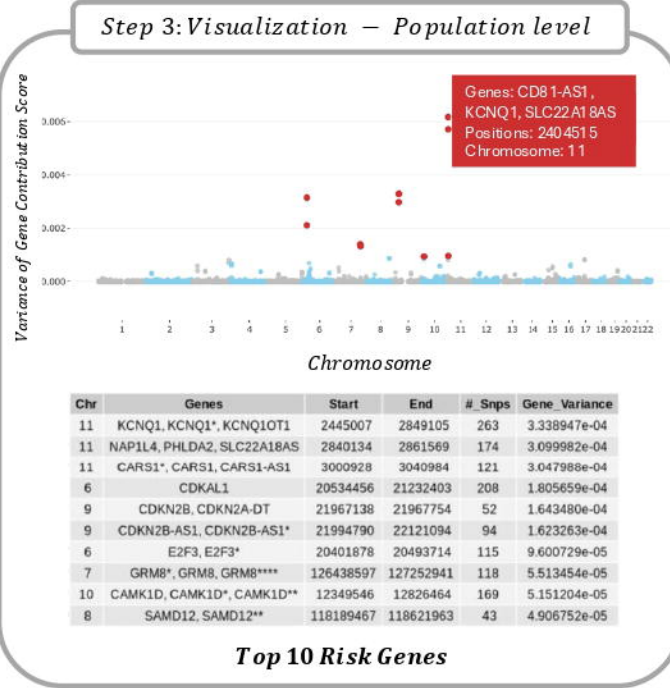 Step 3: Visualization − Population level
Variance of Gene Contribution Score
0.006
0.004
0.002
0.000
Genes: CD81-AS1,
KCNQ1, SLC22A18AS
Positions: 2404515
Chromosome: 11
1 2 3 4 5 6 7 8 9 10 11 12 13 14 15 16 17 18 19 20 21 22
Chromosome
Chr Genes Start End #_Snps Gene_Variance
11 KCNQ1, KCNQ1*, KCNQ1OT1 2445007 2849105 263 3.338947e-04
11 NAP1L4, PHLDA2, SLC22A18AS 2840134 2861569 174 3.099982e-04
11 CARS1*, CARS1, CARS1-AS1 3000928 3040984 121 3.047988e-04
6 CDKAL1 20534456 21232403 208 1.805659e-04
9 CDKN2B, CDKN2A-DT 21967138 21967754 52 1.643480e-04
9 CDKN2B-AS1, CDKN2B-AS1* 21994790 22121094 94 1.623263e-04
6 E2F3, E2F3* 20401878 20493714 115 9.600729e-05
7 GRM8*, GRM8, GRM8**** 126438597 127252941 118 5.513454e-05
10 CAMK1D, CAMK1D*, CAMK1D** 12349546 12826464 169 5.151204e-05
8 SAMD12, SAMD12** 118189467 118621963 43 4.906752e-05
Top 10 Risk Genes